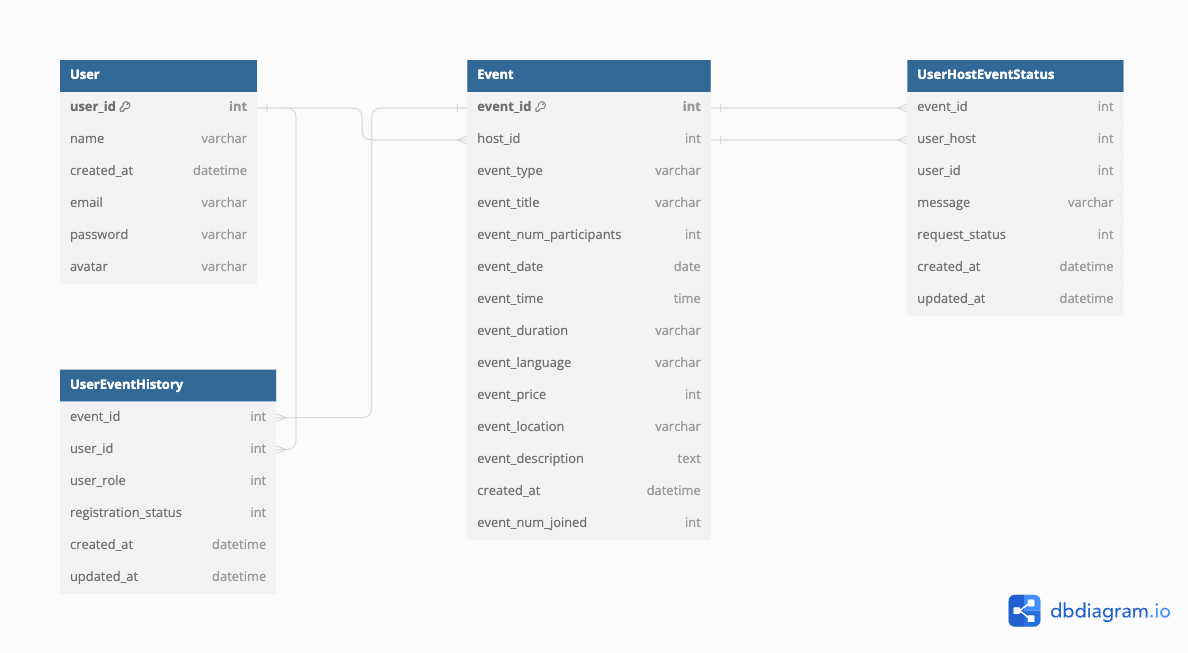 User
user_id int
name varchar
created_at datetime
email varchar
password varchar
avatar varchar
Event
event_id int
host_id int
event_type varchar
event_title varchar
event_num_participants int
event_date date
event_time time
event_duration varchar
event_language varchar
event_price int
event_location varchar
event_description text
created_at datetime
event_num_joined int
UserHostEventStatus
event_id int
user_host int
user_id int
message varchar
request_status int
created_at datetime
updated_at datetime
UserEventHistory
event_id int
user_id int
user_role int
registration_status int
created_at datetime
updated_at datetime
dbdiagram.io